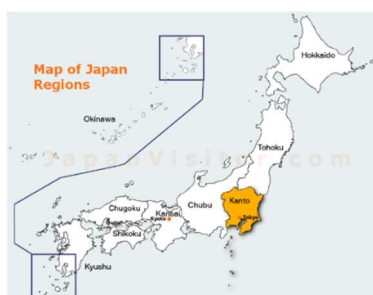 Map of Japan
Regions
Hokkaido
Okinawa
Tohoku
JapanVisitor.com
Kanto
Tokyo
Chubu
Chugoku
Kansai
Kyoto
Shikoku
Kyushu